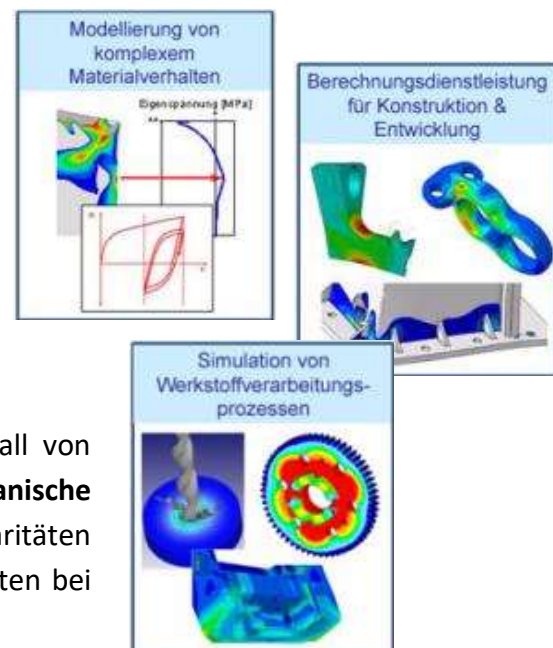 Modellierung von
komplexem
Materialverhalten
Eigenspannung [MPa]
Berechnungsdienstleistung
für Konstruktion &
Entwicklung
Simulation von
Werkstoffverarbeitungs-
prozessen
all von
anische
aritäten
ten bei